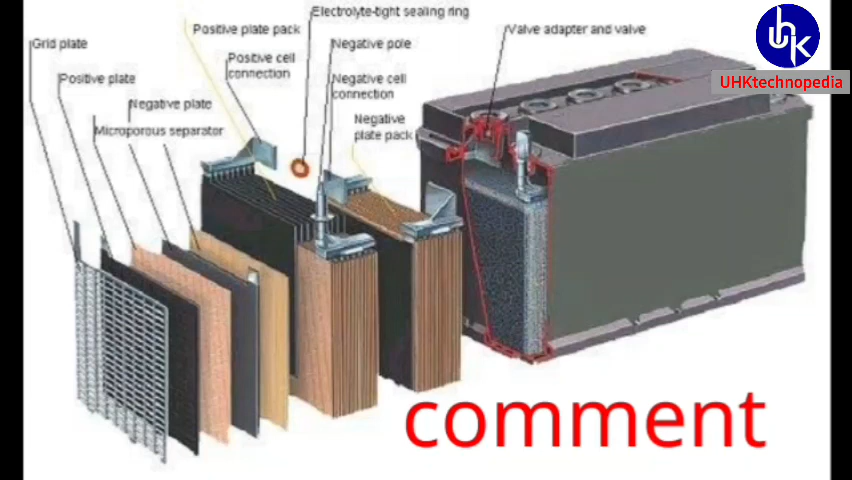 Electrolyte-tight sealing ring
Positive plate pack
Valve adapter and valve
Grid plate
Negative pole
Positive cell
connection
Positive plate
Negative cell
connection
Negative plate
Negative
plate pack
Microporous separator
uhk
UHKtechnopedia
comment